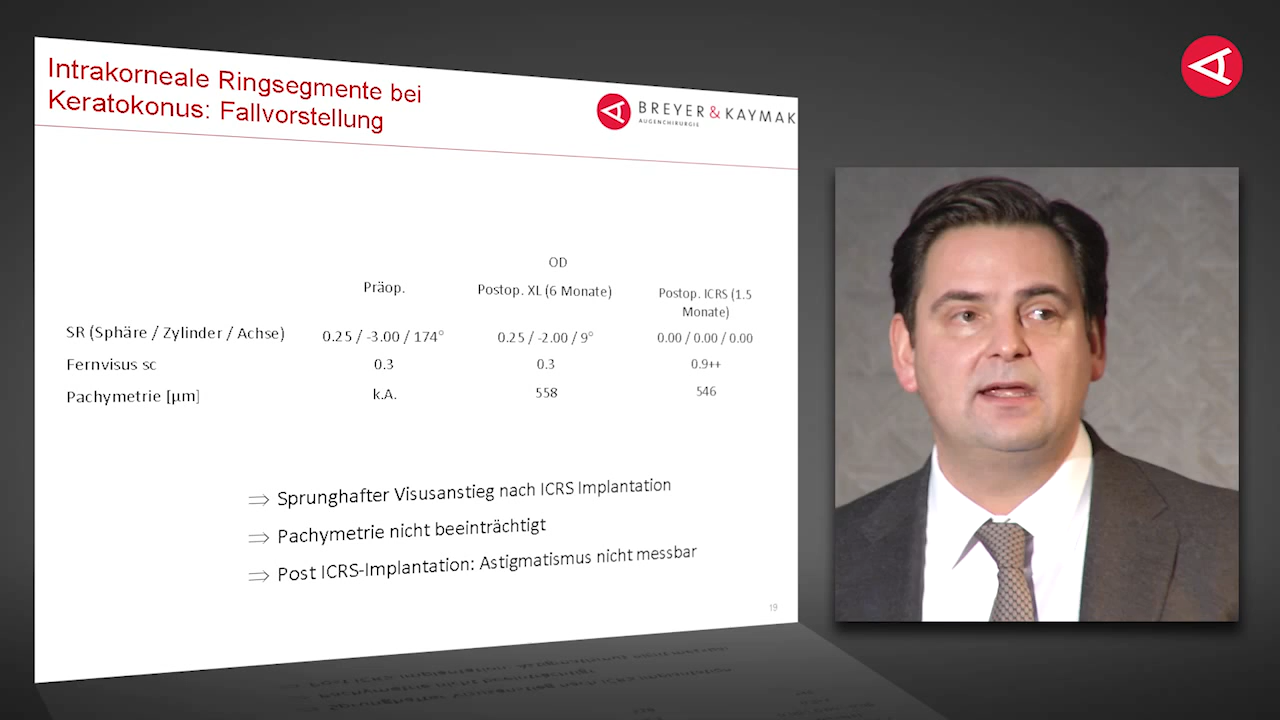 Intrakorneale Ringsegmente bei
Keratokonus: Fallvorstellung
BREYER & KAYMAK
AUGENCHIRURGIE
OD
Präop.
Postop. XL (6 Monate)
Postop. ICRS (1.5
Monate)
SR (Sphäre / Zylinder / Achse)
0.25 / -3.00 / 174°
0.25 / -2.00 / 9°
0.00 / 0.00 / 0.00
Fernvisus sc
0.3
0.3
0.9++
Pachymetrie [µm]
k.A.
558
546
⇒ Sprunghafter Visusanstieg nach ICRS Implantation
⇒ Pachymetrie nicht beeinträchtigt
⇒ Post ICRS-Implantation: Astigmatismus nicht messbar
19